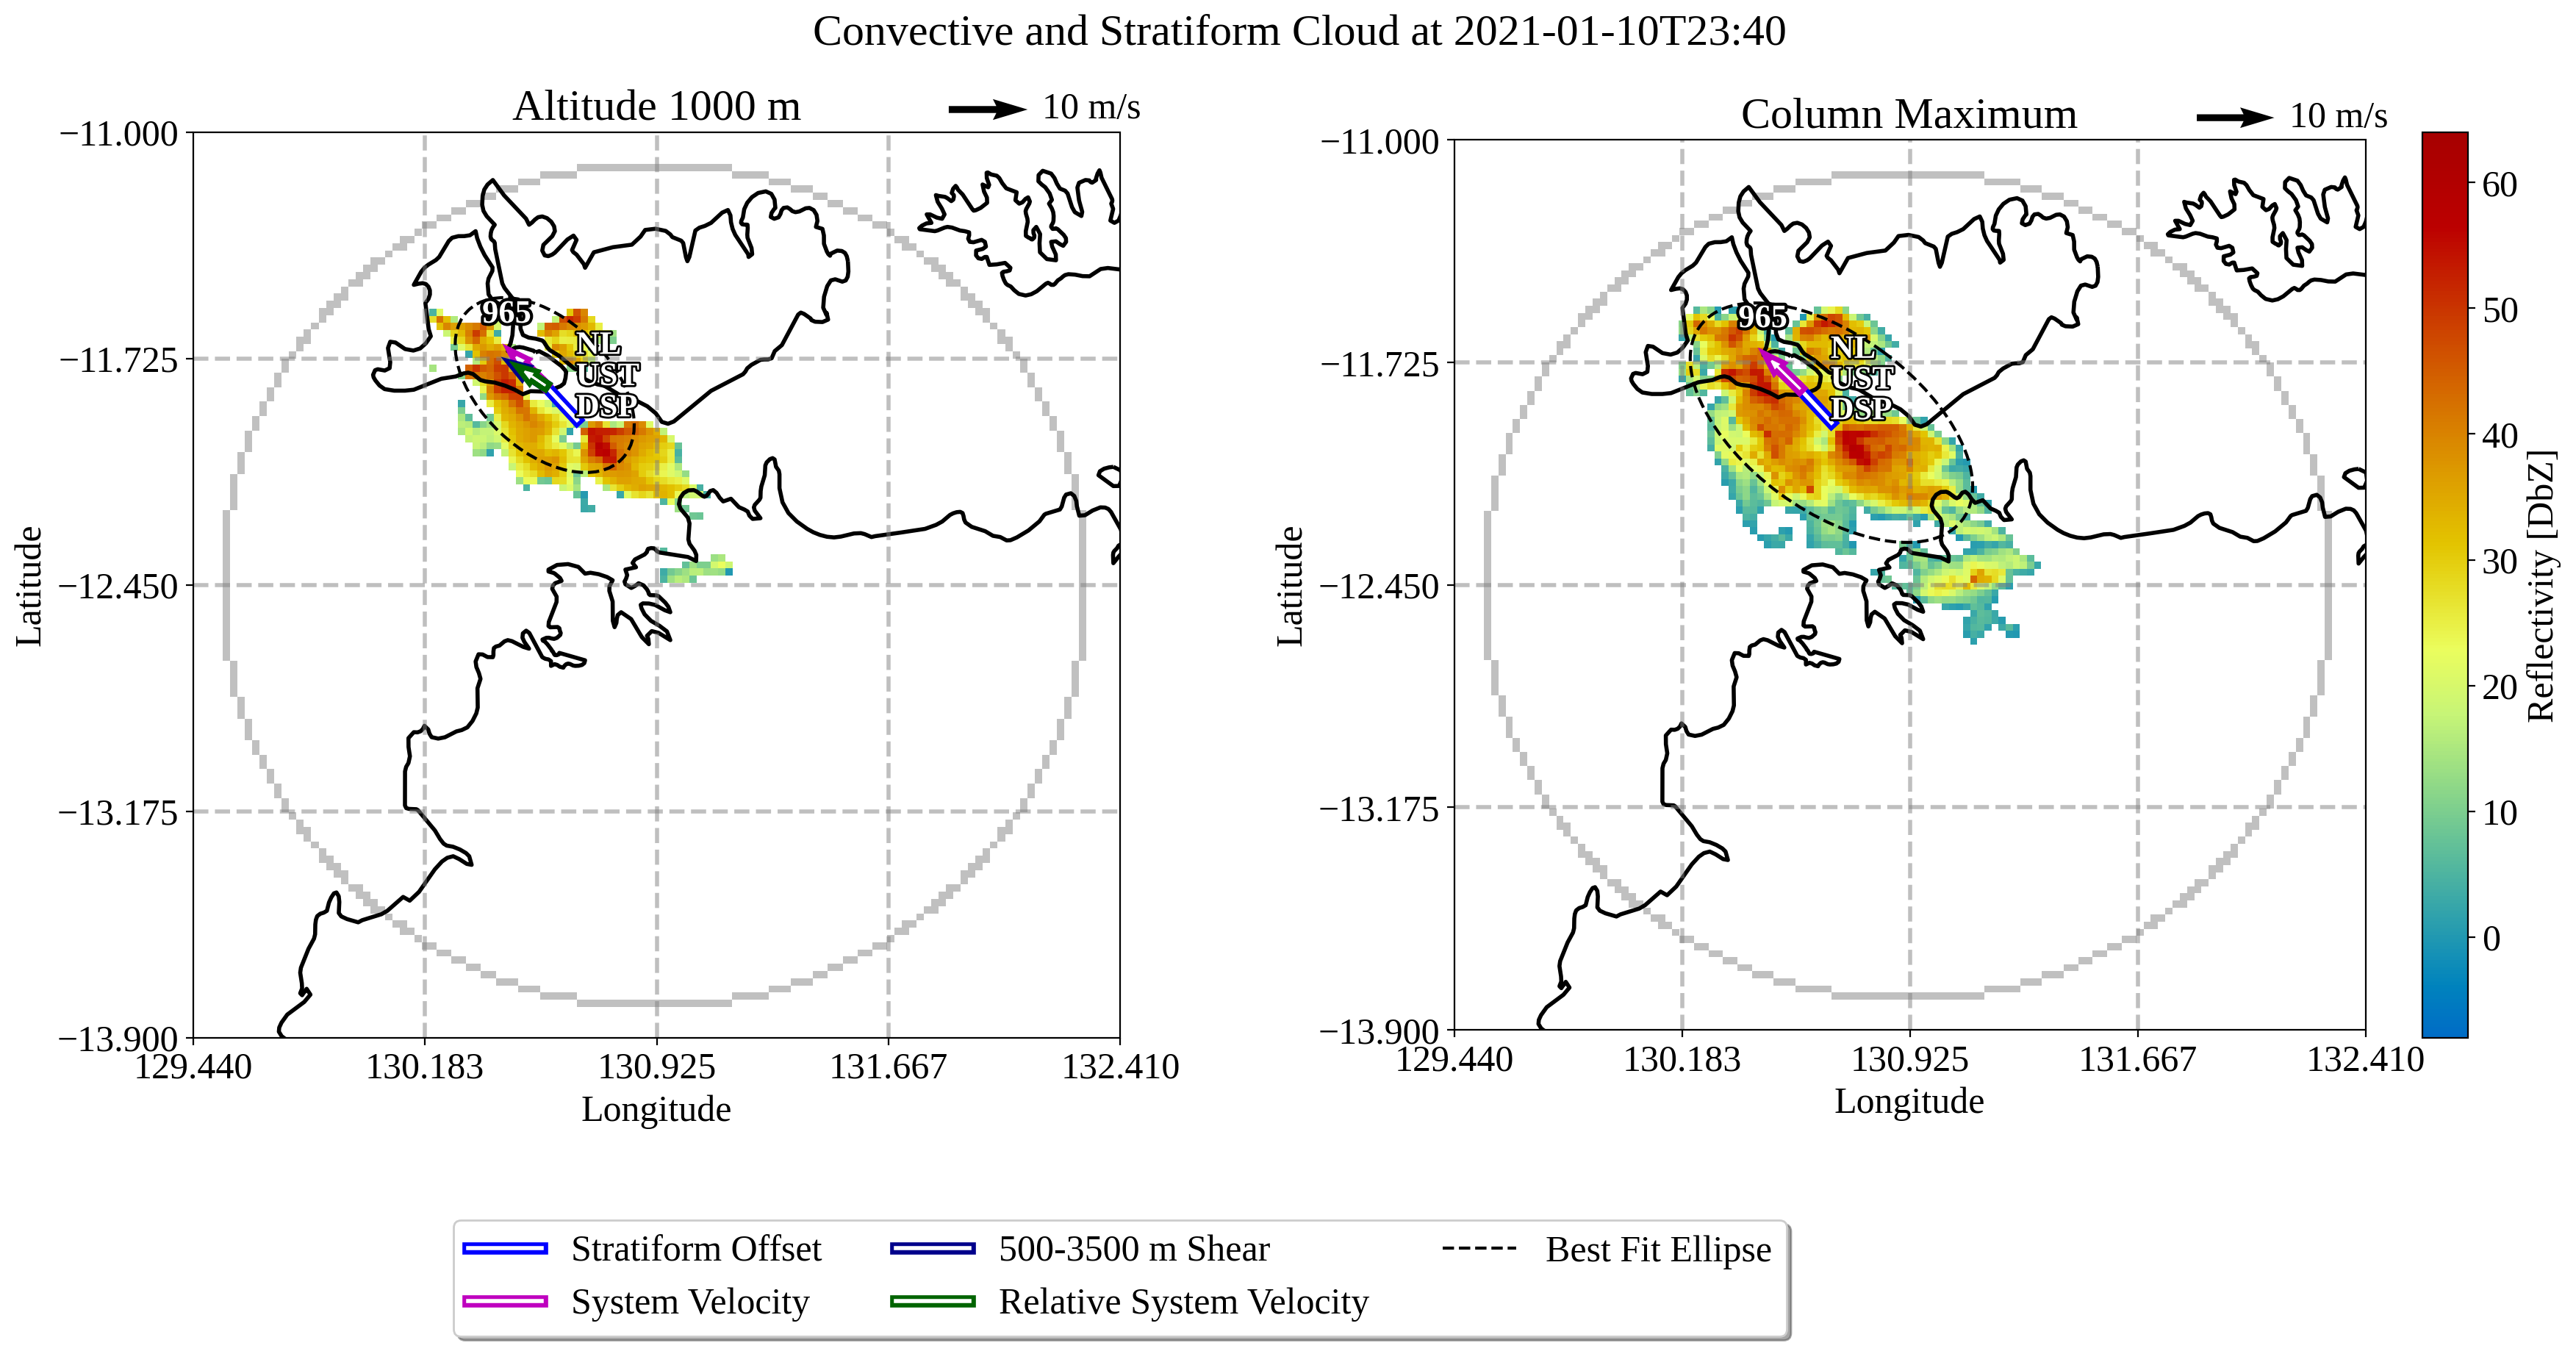 Convective and Stratiform Cloud at 2021-01-10T23:40
Altitude 1000 m
10 m/s
Latitude
−11.000
−11.725
−12.450
−13.175
−13.900
965
NL
UST
DSP
129.440
130.183
130.925
131.667
132.410
Longitude
Column Maximum
10 m/s
Latitude
−11.000
−11.725
−12.450
−13.175
−13.900
965
NL
UST
DSP
129.440
130.183
130.925
131.667
132.410
Longitude
60
50
40
30
20
10
0
Reflectivity [DbZ]
Stratiform Offset
System Velocity
500-3500 m Shear
Relative System Velocity
Best Fit Ellipse